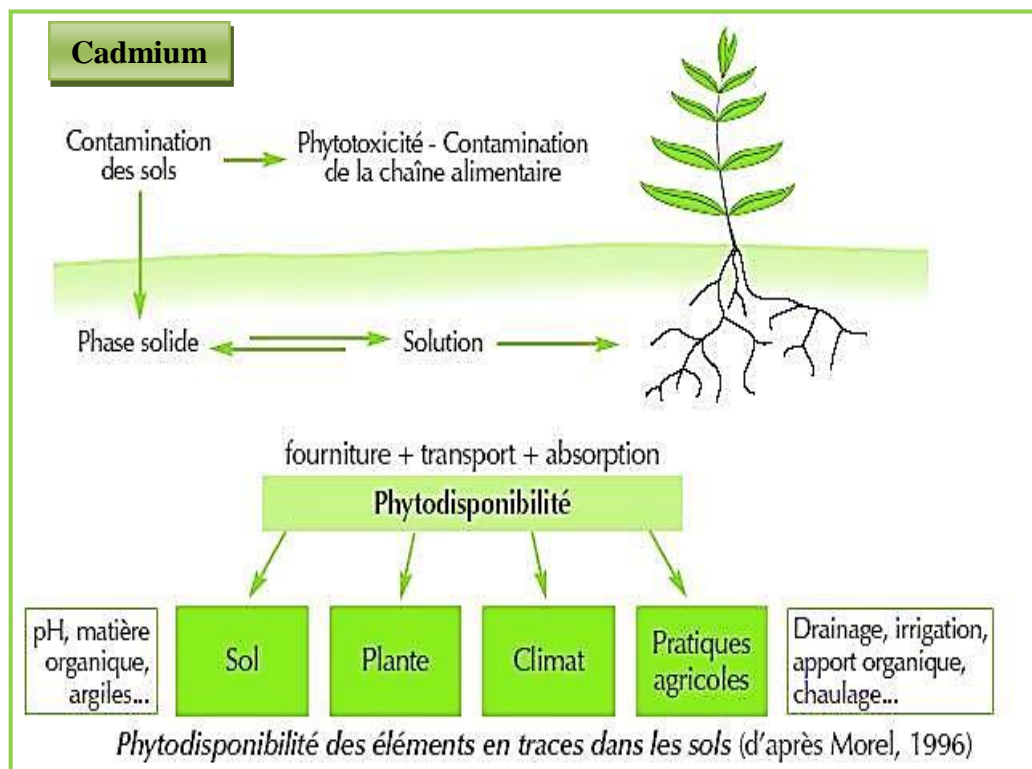 Cadmium
Contamination
des sols
Phytotoxicité - Contamination
de la chaîne alimentaire
Phase solide
Solution
fourniture + transport + absorption
Phytodisponibilité
pH, matière
organique,
argiles...
Sol
Plante
Climat
Pratiques
agricoles
Drainage, irrigation,
apport organique,
chaulage...
Phytodisponibilité des éléments en traces dans les sols (d'après Morel, 1996)